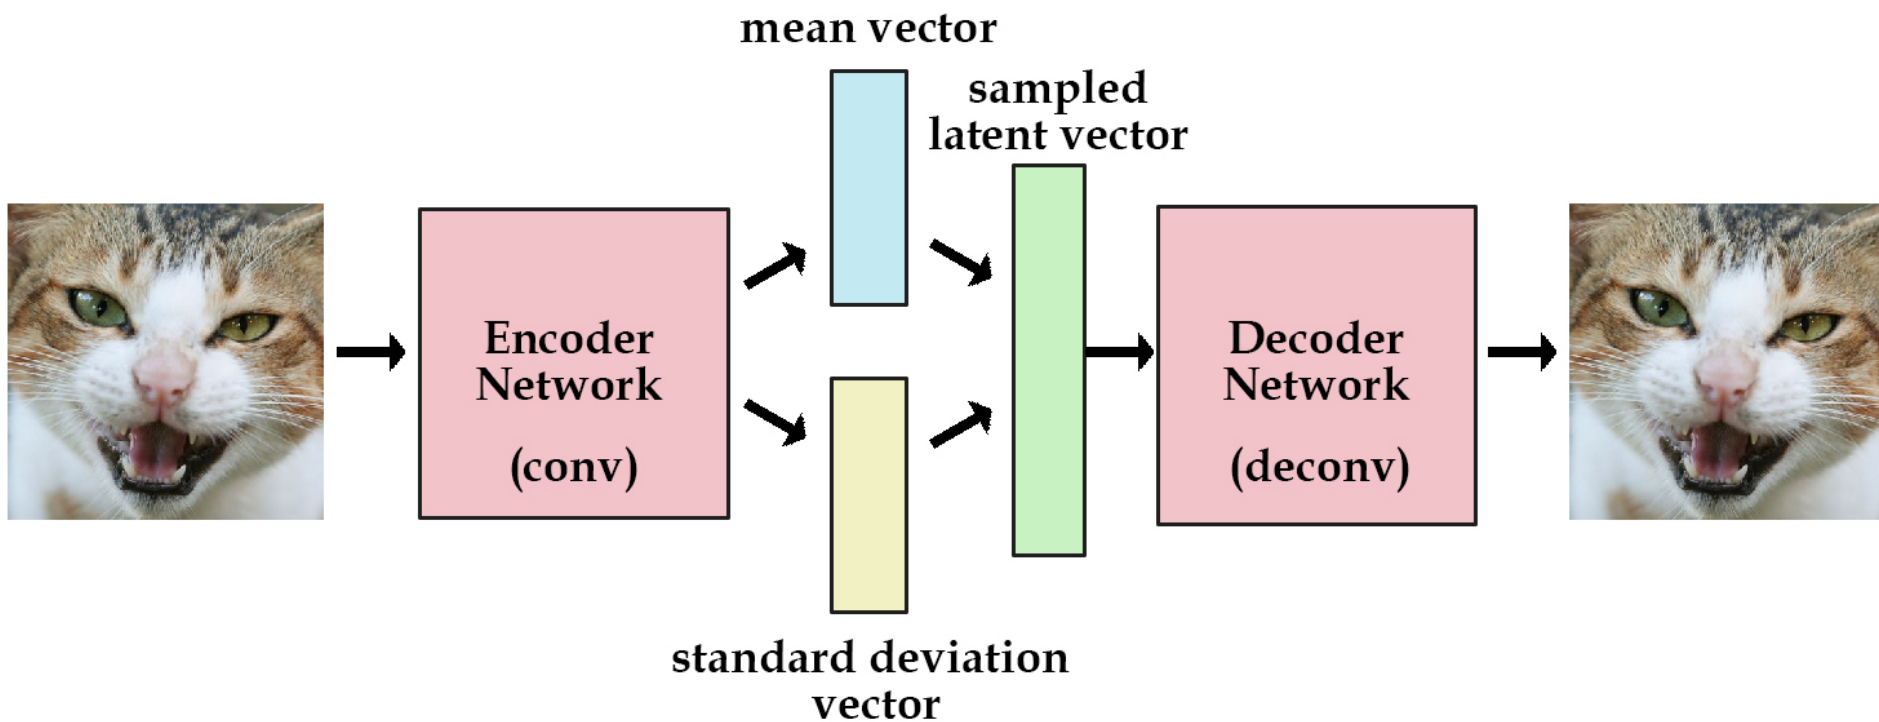 mean vector
sampled
latent vector
Encoder
Network
(conv)
Decoder
Network
(deconv)
standard deviation
vector